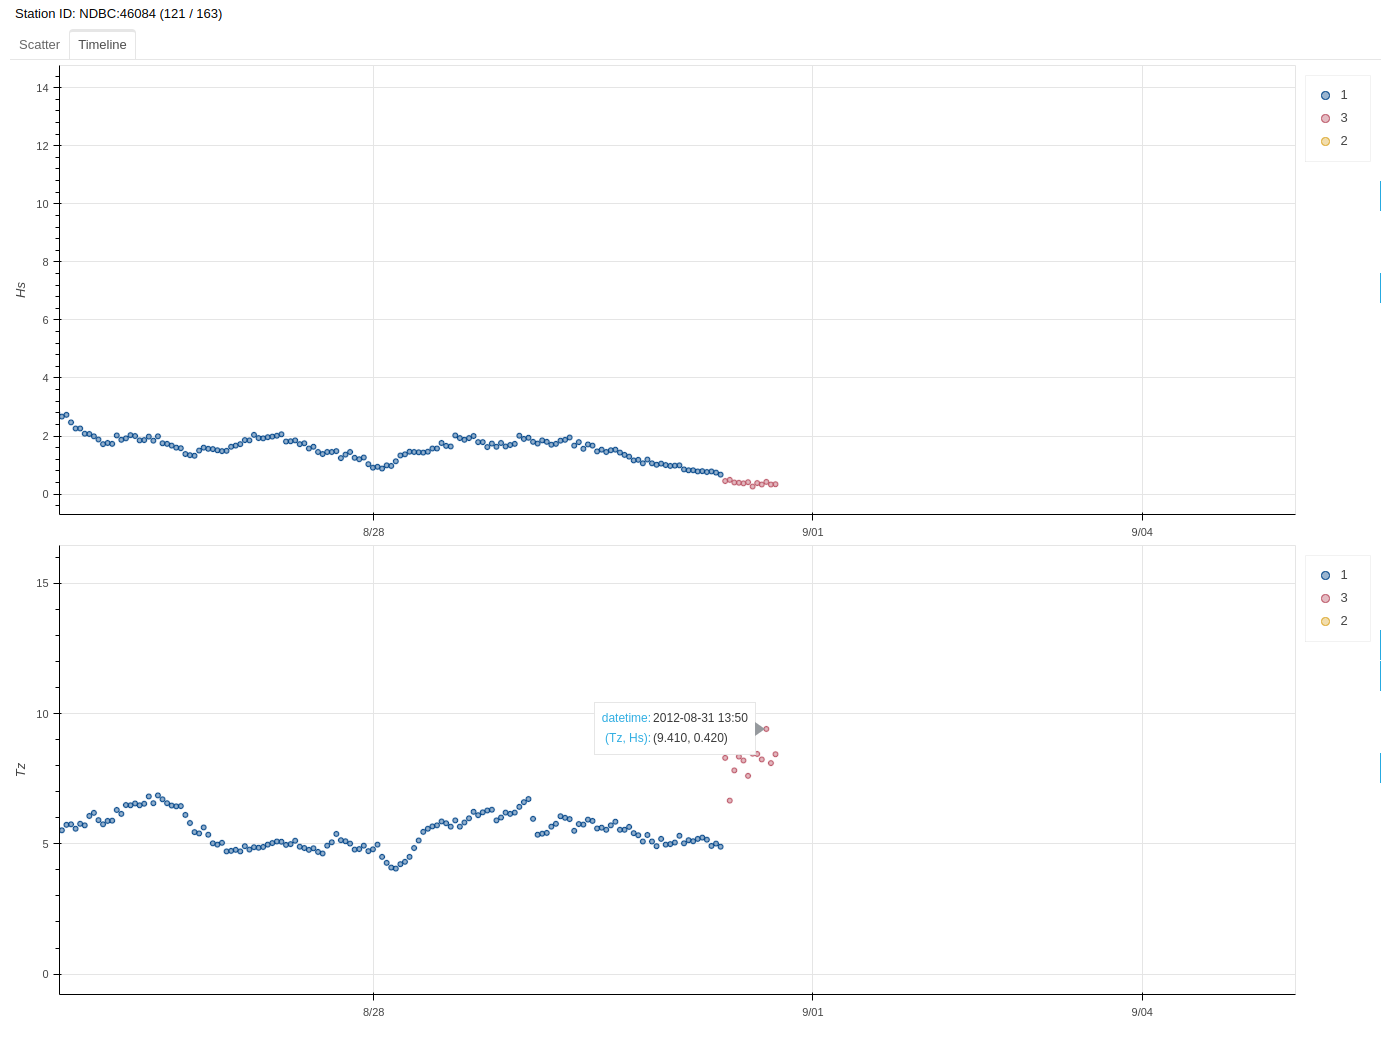 Station ID: NDBC:46084 (121 / 163)
Scatter Timeline
14
12
10
8
6
4
2
0
Hs
8/28 9/01 9/04
1
3
2
15
10
5
0
Tz
datetime: 2012-08-31 13:50
(Tz, Hs): (9.410, 0.420)
8/28 9/01 9/04
1
3
2